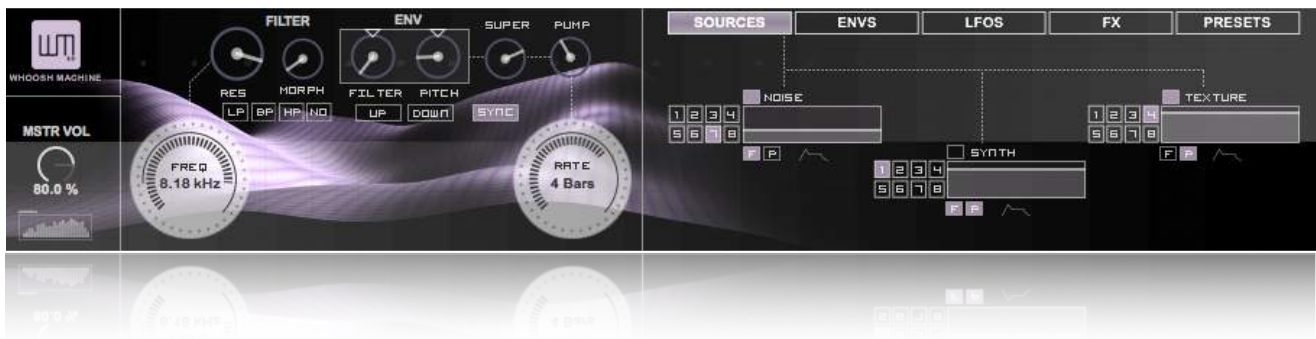 wm
WHOOSH MACHINE
MSTR VOL
80.0 %
FILTER
ENV
SUPER
PUMP
RES
MORPH
FILTER
PITCH
LP BP HP NO
UP
DOWN
SYNC
FREQ
8.18 kHz
RATE
4 Bars
SOURCES
ENVS
LFOS
FX
PRESETS
NOISE
1 2 3 4
5 6 7 8
F P
SYNTH
1 2 3 4
5 6 7 8
F P
TEXTURE
1 2 3 4
5 6 7 8
F P